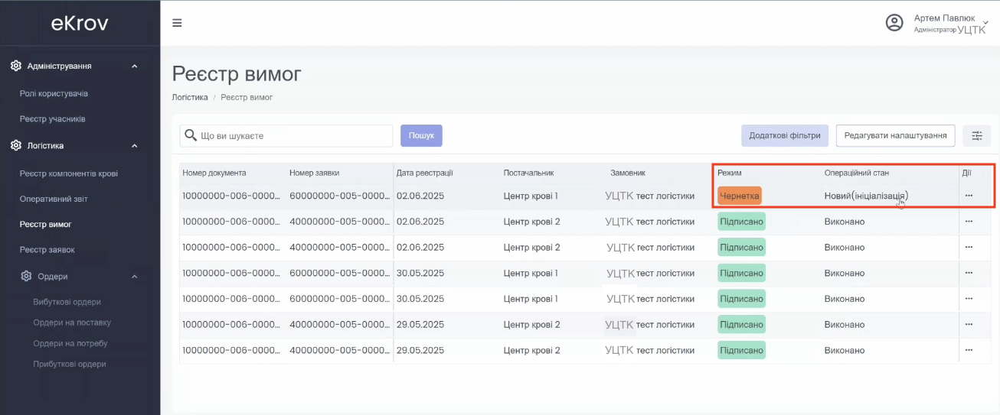 eKrov
Артем Павлюк
Адміністратор УЦТК
Адміністрування
Ролі користувачів
Реєстр учасників
Логістика
Реєстр компонентів крові
Оперативний звіт
Реєстр вимог
Реєстр заявок
Ордери
Вибуткові ордери
Ордери на поставку
Ордери на потребу
Прибуткові ордери
Реєстр вимог
Логістика / Реєстр вимог
Що ви шукаєте Пошук Додаткові фільтри Редагувати налаштування
Номер документа Номер заявки Дата реестрації Постачальник Замовник Режим Операційний стан Дії
10000000-006-0000... 60000000-005-0000... 02.06.2025 Центр крові 1 УЦТК тест логістики Чернетка Новий(ініціалізація) ...
10000000-006-0000... 40000000-005-0000... 02.06.2025 Центр крові 2 УЦТК тест логістики Підписано Виконано ...
10000000-006-0000... 40000000-005-0000... 02.06.2025 Центр крові 2 УЦТК тест логістики Підписано Виконано ...
10000000-006-0000... 60000000-005-0000... 30.05.2025 Центр крові 1 УЦТК тест логістики Підписано Виконано ...
10000000-006-0000... 60000000-005-0000... 30.05.2025 Центр крові 1 УЦТК тест логістики Підписано Виконано ...
10000000-006-0000... 40000000-005-0000... 29.05.2025 Центр крові 2 УЦТК тест логістики Підписано Виконано ...
10000000-006-0000... 40000000-005-0000... 29.05.2025 Центр крові 2 УЦТК тест логістики Підписано Виконано ...